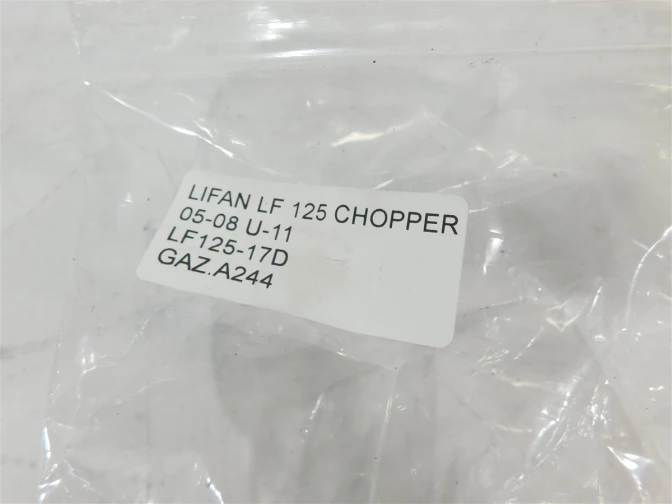 LIFAN LF 125 CHOPPER
05-08 U-11
LF125-17D
GAZ.A244